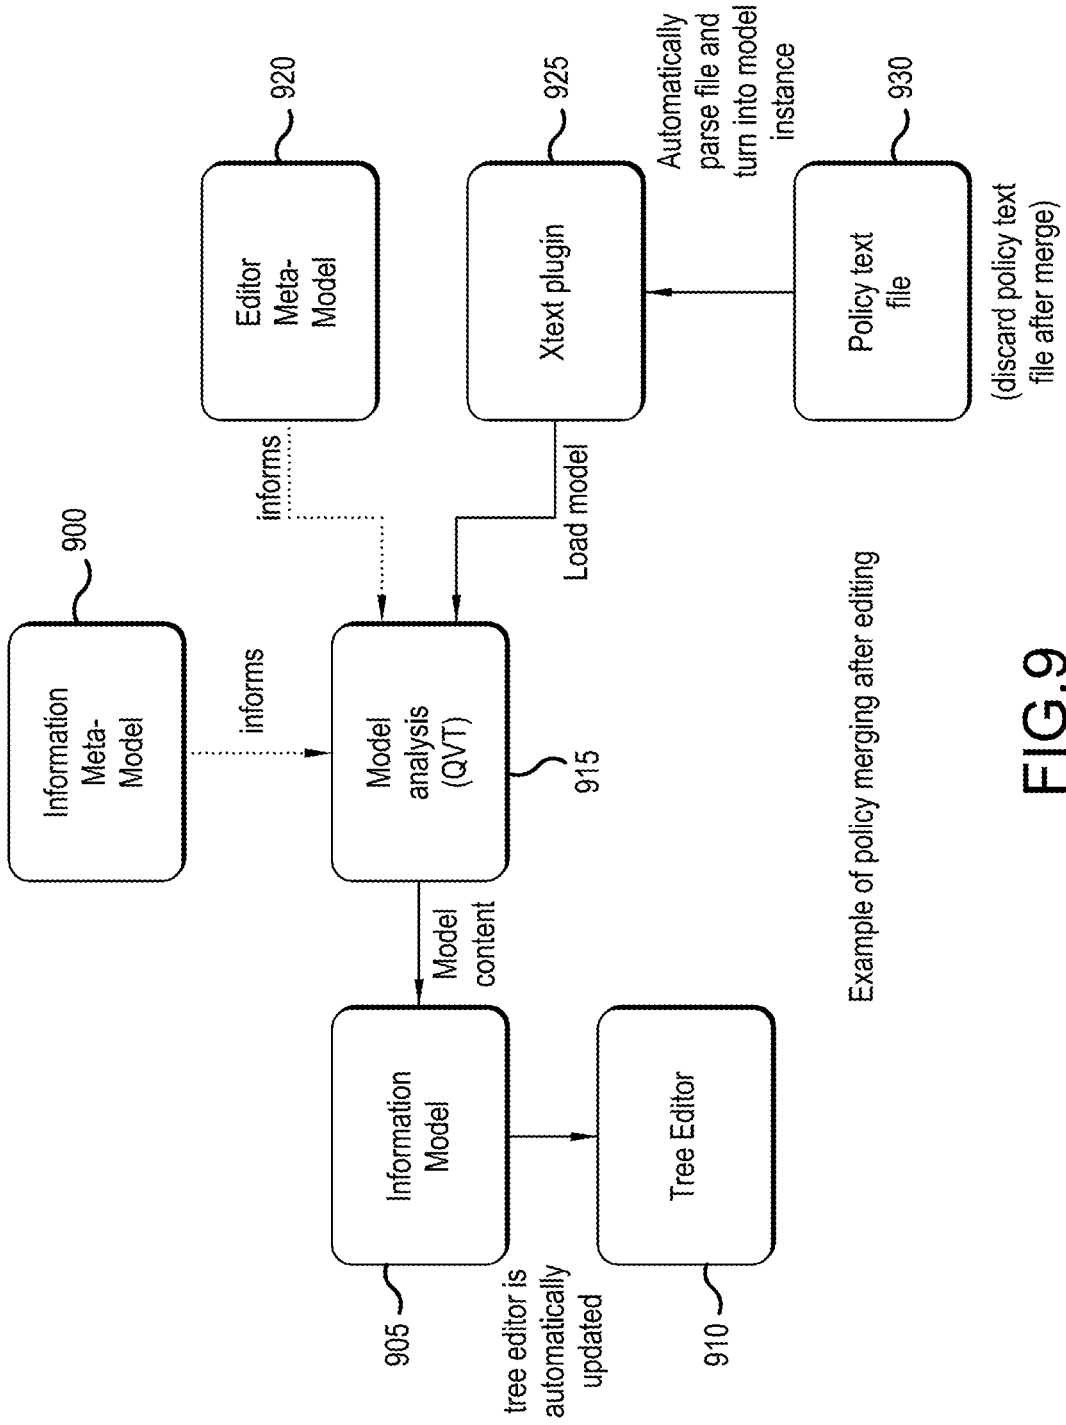 900
Information
Meta-
Model
informs
920
Editor
Meta-
Model
informs
905
Information
Model
Model
content
Model
analysis
(QVT)
915
Load model
Xtext plugin
925
tree editor is
automatically
updated
Automatically
parse file and
turn into model
instance
910
Tree Editor
Policy text
file
930
(discard policy text
file after merge)
Example of policy merging after editing
FIG.9